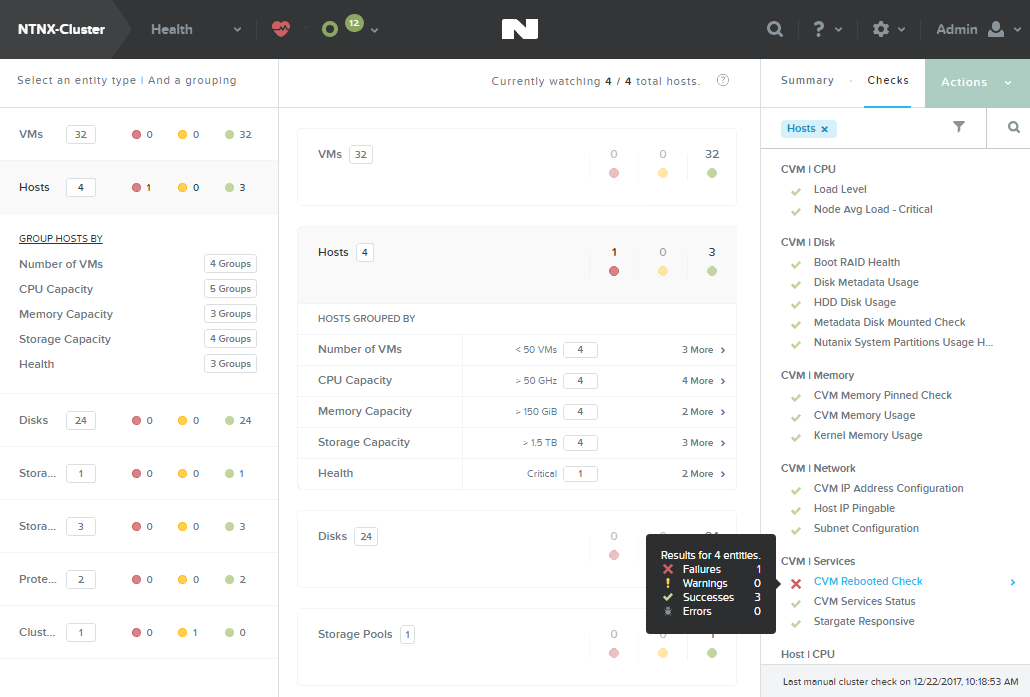 NTNX-Cluster
Health
12
?
Admin
Select an entity type | And a grouping
Currently watching 4 / 4 total hosts. ?
Summary · Checks
Actions
VMs 32 0 0 32
Hosts 4 1 0 3
GROUP HOSTS BY
Number of VMs 4 Groups
CPU Capacity 5 Groups
Memory Capacity 3 Groups
Storage Capacity 4 Groups
Health 3 Groups
Disks 24 0 0 24
Stora... 1 0 0 1
Stora... 3 0 0 3
Prote... 2 0 0 2
Clust... 1 0 1 0
VMs 32 0 0 32
Hosts 4 1 0 3
HOSTS GROUPED BY
Number of VMs < 50 VMs 4 3 More
CPU Capacity > 50 GHz 4 4 More
Memory Capacity > 150 GiB 4 2 More
Storage Capacity > 1.5 TB 4 3 More
Health Critical 1 2 More
Disks 24 0
Storage Pools 1 0 0 1
Results for 4 entities.
Failures 1
Warnings 0
Successes 3
Errors 0
Hosts ×
CVM | CPU
Load Level
Node Avg Load - Critical
CVM | Disk
Boot RAID Health
Disk Metadata Usage
HDD Disk Usage
Metadata Disk Mounted Check
Nutanix System Partitions Usage H...
CVM | Memory
CVM Memory Pinned Check
CVM Memory Usage
Kernel Memory Usage
CVM | Network
CVM IP Address Configuration
Host IP Pingable
Subnet Configuration
CVM | Services
CVM Rebooted Check
CVM Services Status
Stargate Responsive
Host | CPU
Last manual cluster check on 12/22/2017, 10:18:53 AM